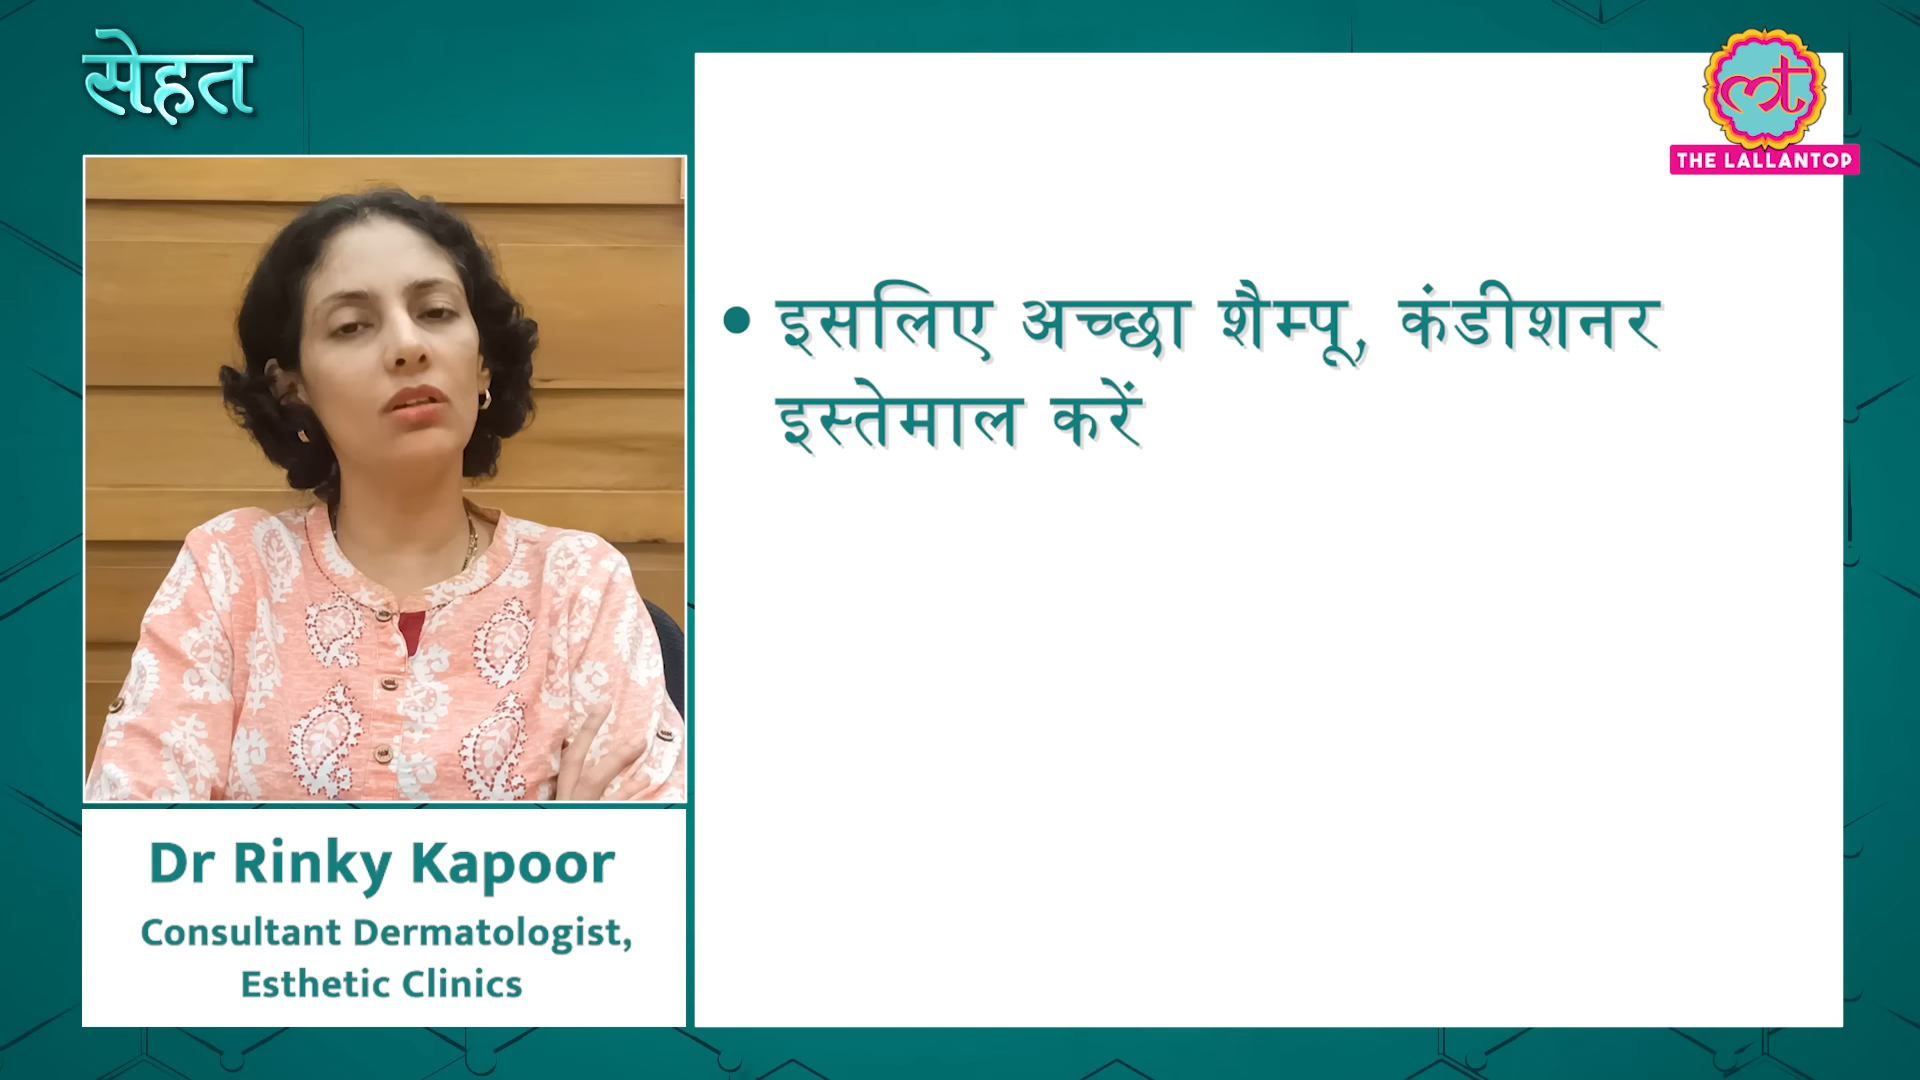 सेहत
THE LALLANTOP
• इसलिए अच्छा शैम्पू, कंडीशनर
इस्तेमाल करें
Dr Rinky Kapoor
Consultant Dermatologist,
Esthetic Clinics